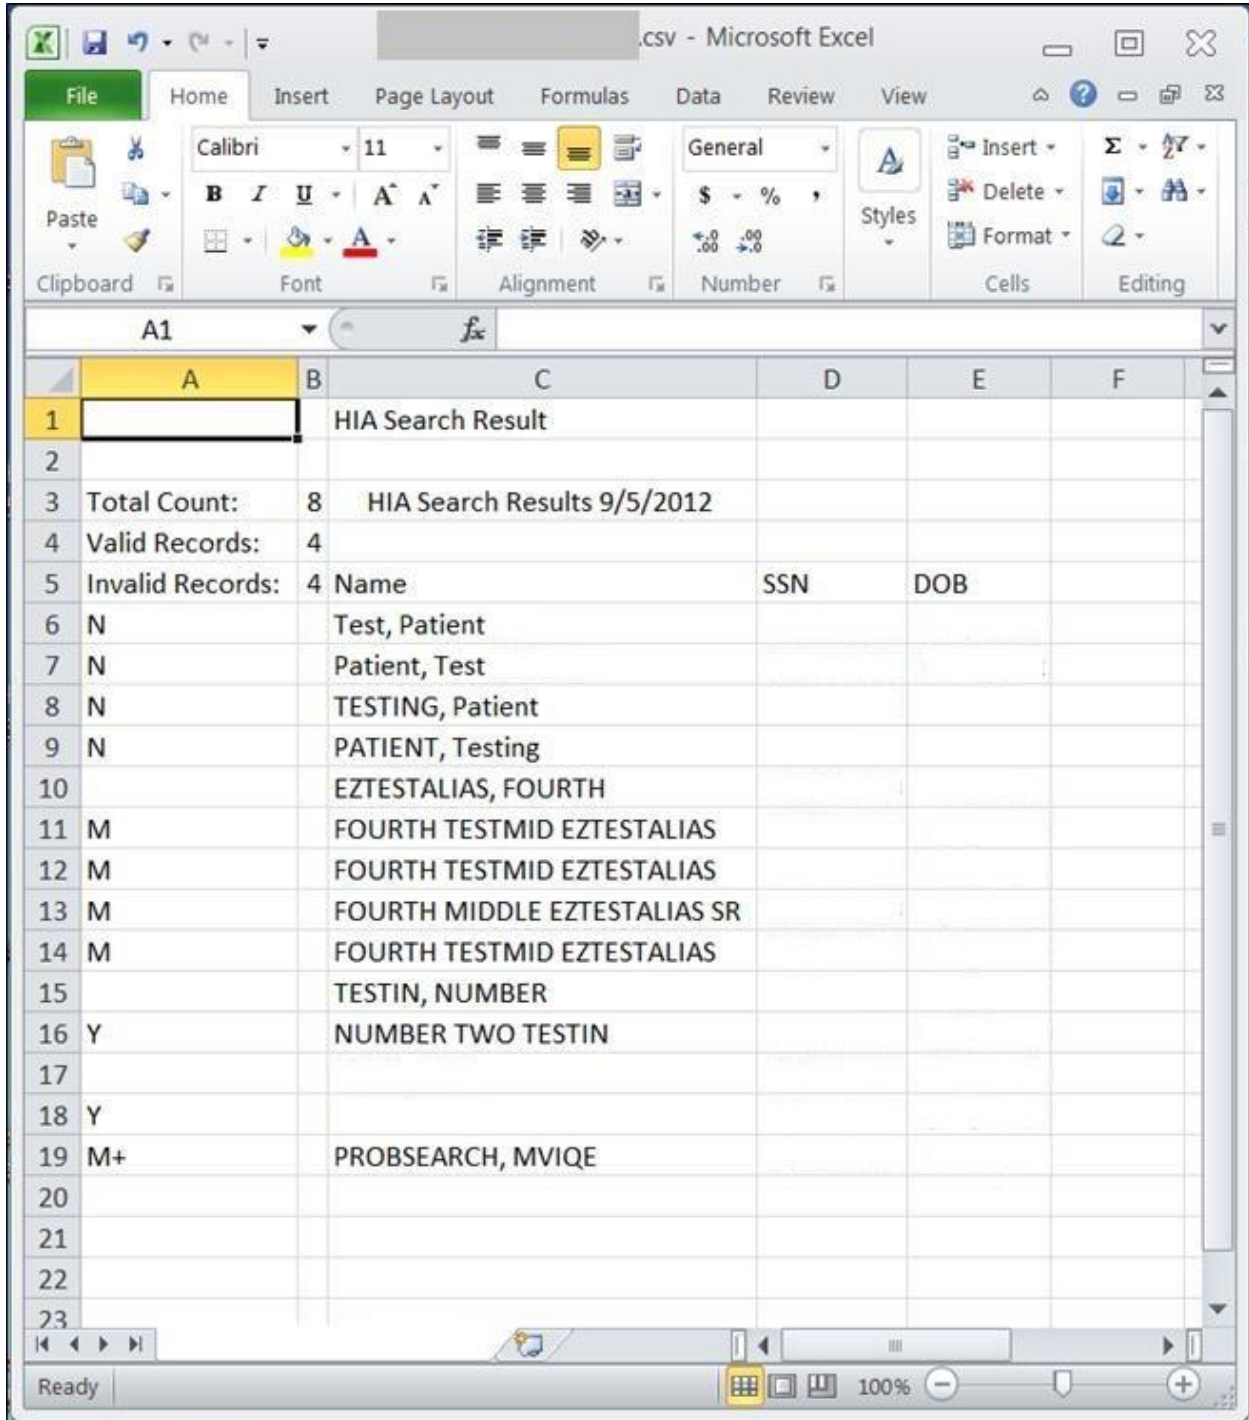 .csv - Microsoft Excel
File Home Insert Page Layout Formulas Data Review View
Calibri 11 General Insert Σ
B I U A A $ % , Delete
Paste Styles Format
Clipboard Font Alignment Number Cells Editing
A1 fx
A B C D E F
1 HIA Search Result
2
3 Total Count: 8 HIA Search Results 9/5/2012
4 Valid Records: 4
5 Invalid Records: 4 Name SSN DOB
6 N Test, Patient
7 N Patient, Test
8 N TESTING, Patient
9 N PATIENT, Testing
10 EZTESTALIAS, FOURTH
11 M FOURTH TESTMID EZTESTALIAS
12 M FOURTH TESTMID EZTESTALIAS
13 M FOURTH MIDDLE EZTESTALIAS SR
14 M FOURTH TESTMID EZTESTALIAS
15 TESTIN, NUMBER
16 Y NUMBER TWO TESTIN
17
18 Y
19 M+ PROBSEARCH, MVIQE
20
21
22
23
Ready 100%